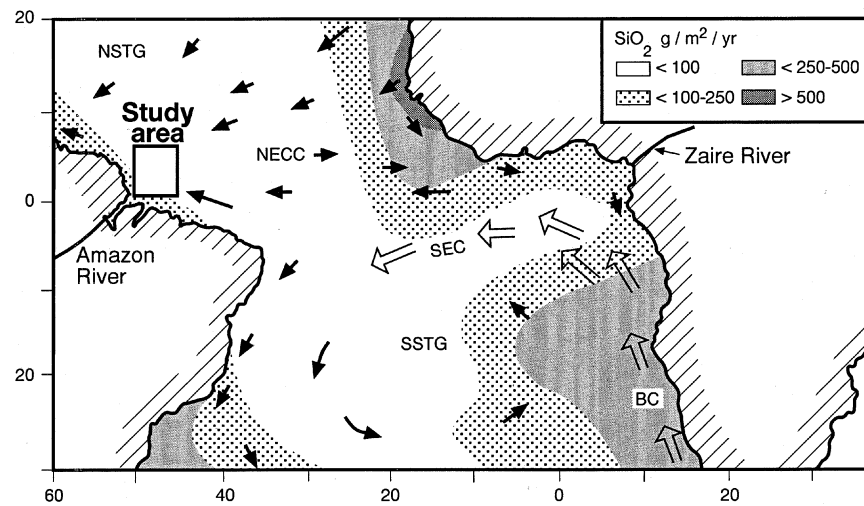 20
NSTG
Study
area
NECC
0
Amazon
River
SEC
Zaire River
SSTG
20
BC
60
40
20
0
20
SiO2 g / m2 / yr
< 100
< 250-500
< 100-250
> 500